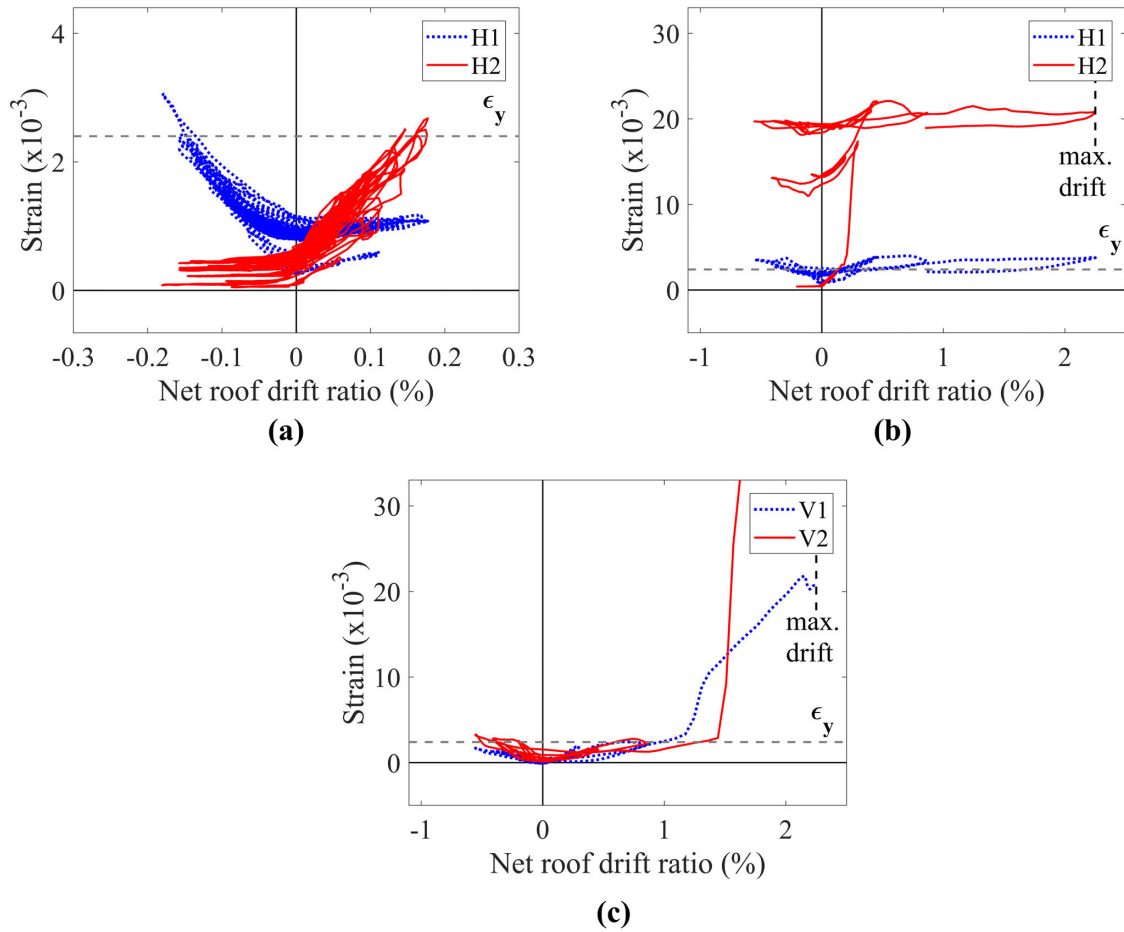 4
2
0
Strain (x10⁻³)
H1
H2
ϵy
-0.3
-0.2
-0.1
0
0.1
0.2
0.3
Net roof drift ratio (%)
(a)
30
20
10
0
Strain (x10⁻³)
H1
H2
max.
drift
ϵy
-1
0
1
2
Net roof drift ratio (%)
(b)
30
20
10
0
Strain (x10⁻³)
V1
V2
max.
drift
ϵy
-1
0
1
2
Net roof drift ratio (%)
(c)